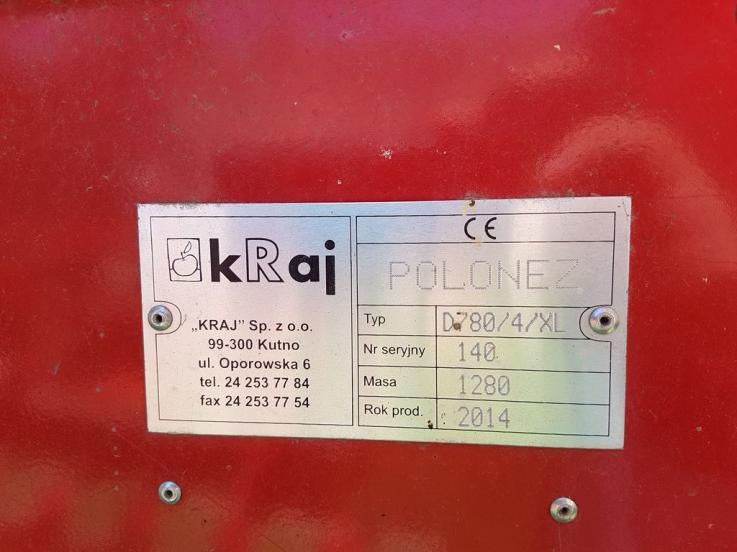 kRaj
„KRAJ" Sp. z o.o.
99-300 Kutno
ul. Oporowska 6
tel. 24 253 77 84
fax 24 253 77 54
CE
POLONEZ
Typ D780/4/XL
Nr seryjny 140
Masa 1280
Rok prod. 2014